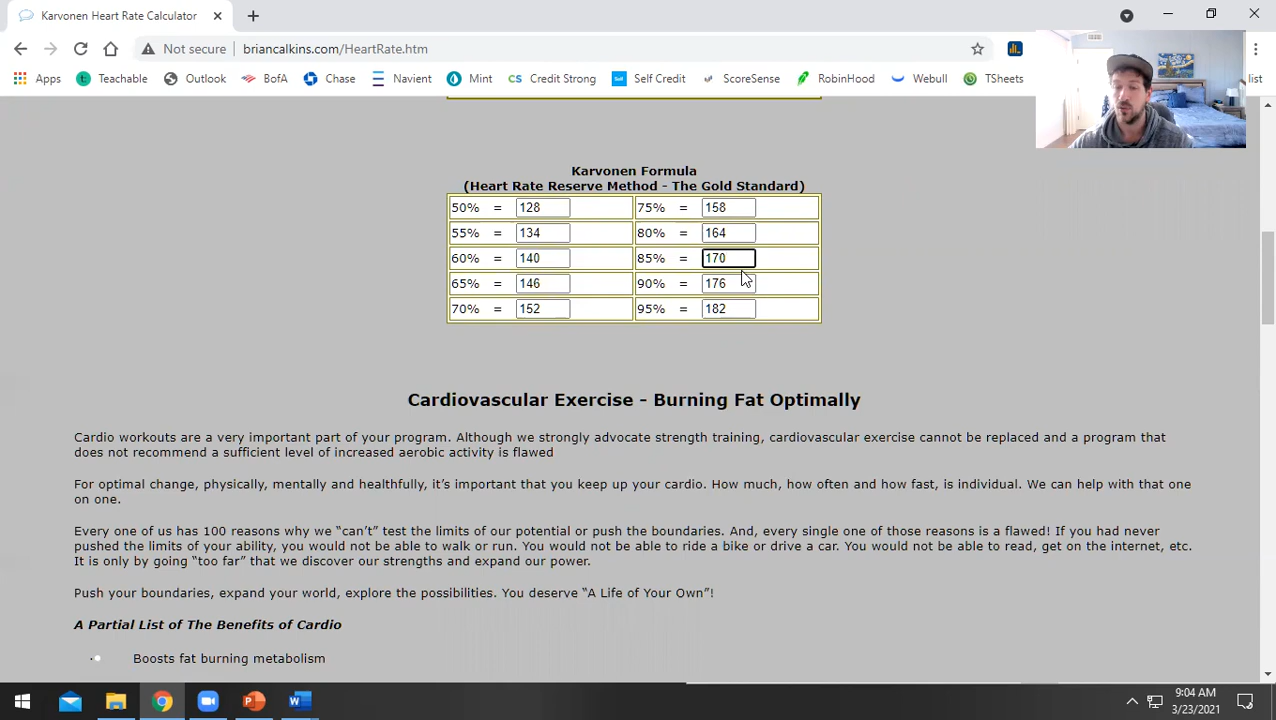 Karvonen Heart Rate Calculator
Not secure | briancalkins.com/HeartRate.htm
Apps Teachable Outlook BofA Chase Navient Mint CS Credit Strong Self Credit ScoreSense RobinHood Webull TSheets list
Karvonen Formula
(Heart Rate Reserve Method - The Gold Standard)
50% = 128 75% = 158
55% = 134 80% = 164
60% = 140 85% = 170
65% = 146 90% = 176
70% = 152 95% = 182
Cardiovascular Exercise - Burning Fat Optimally
Cardio workouts are a very important part of your program. Although we strongly advocate strength training, cardiovascular exercise cannot be replaced and a program that
does not recommend a sufficient level of increased aerobic activity is flawed
For optimal change, physically, mentally and healthfully, it's important that you keep up your cardio. How much, how often and how fast, is individual. We can help with that one
on one.
Every one of us has 100 reasons why we “can't” test the limits of our potential or push the boundaries. And, every single one of those reasons is a flawed! If you had never
pushed the limits of your ability, you would not be able to walk or run. You would not be able to ride a bike or drive a car. You would not be able to read, get on the internet, etc.
It is only by going “too far” that we discover our strengths and expand our power.
Push your boundaries, expand your world, explore the possibilities. You deserve “A Life of Your Own”!
A Partial List of The Benefits of Cardio
· Boosts fat burning metabolism
9:04 AM
3/23/2021